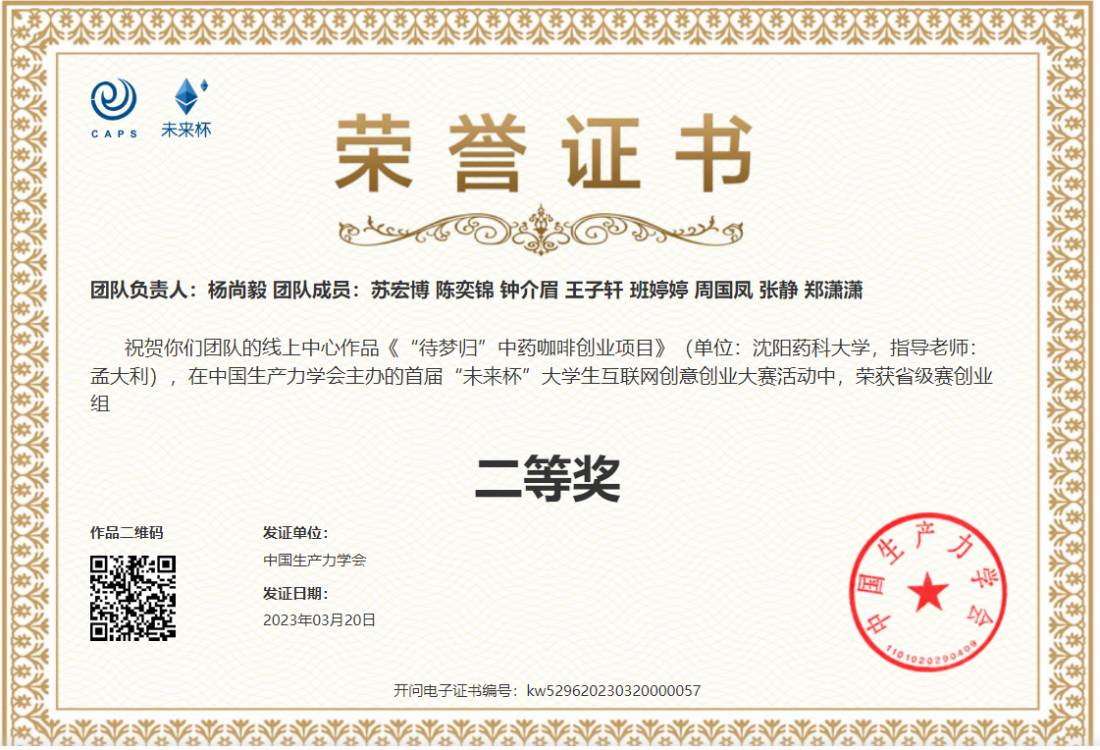 CAPS
未来杯
荣誉证书
团队负责人：杨尚毅 团队成员：苏宏博 陈奕锦 钟介眉 王子轩 班婷婷 周国凤 张静 郑潇潇
祝贺你们团队的线上中心作品《“待梦归”中药咖啡创业项目》（单位：沈阳药科大学，指导老师：
孟大利），在中国生产力学会主办的首届“未来杯”大学生互联网创意创业大赛活动中，荣获省级赛创业
组
二等奖
作品二维码
发证单位：
中国生产力学会
发证日期：
2023年03月20日
中国生产力学会
1101020290409
开问电子证书编号：kw529620230320000057